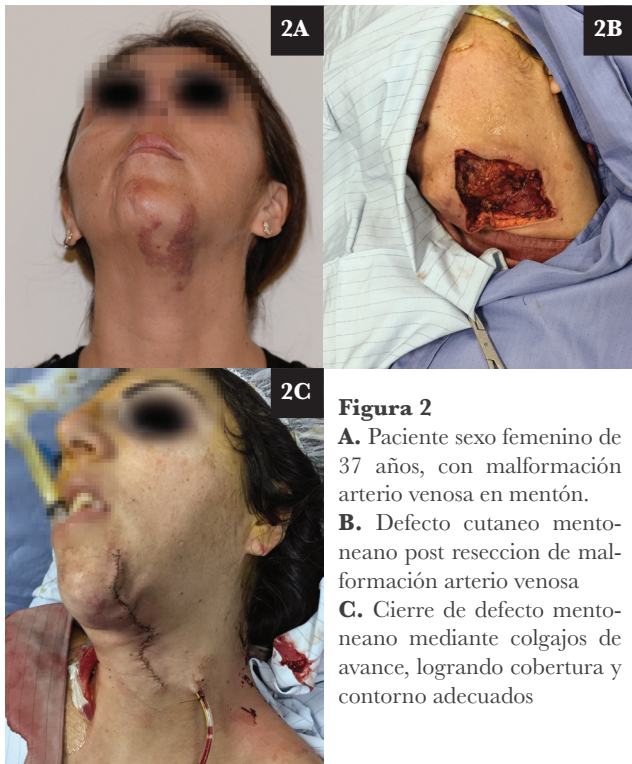 2A
2B
2C
Figura 2
A. Paciente sexo femenino de
37 años, con malformación
arterio venosa en mentón.
B. Defecto cutaneo mento-
neano post reseccion de mal-
formación arterio venosa
C. Cierre de defecto mento-
neano mediante colgajos de
avance, logrando cobertura y
contorno adecuados